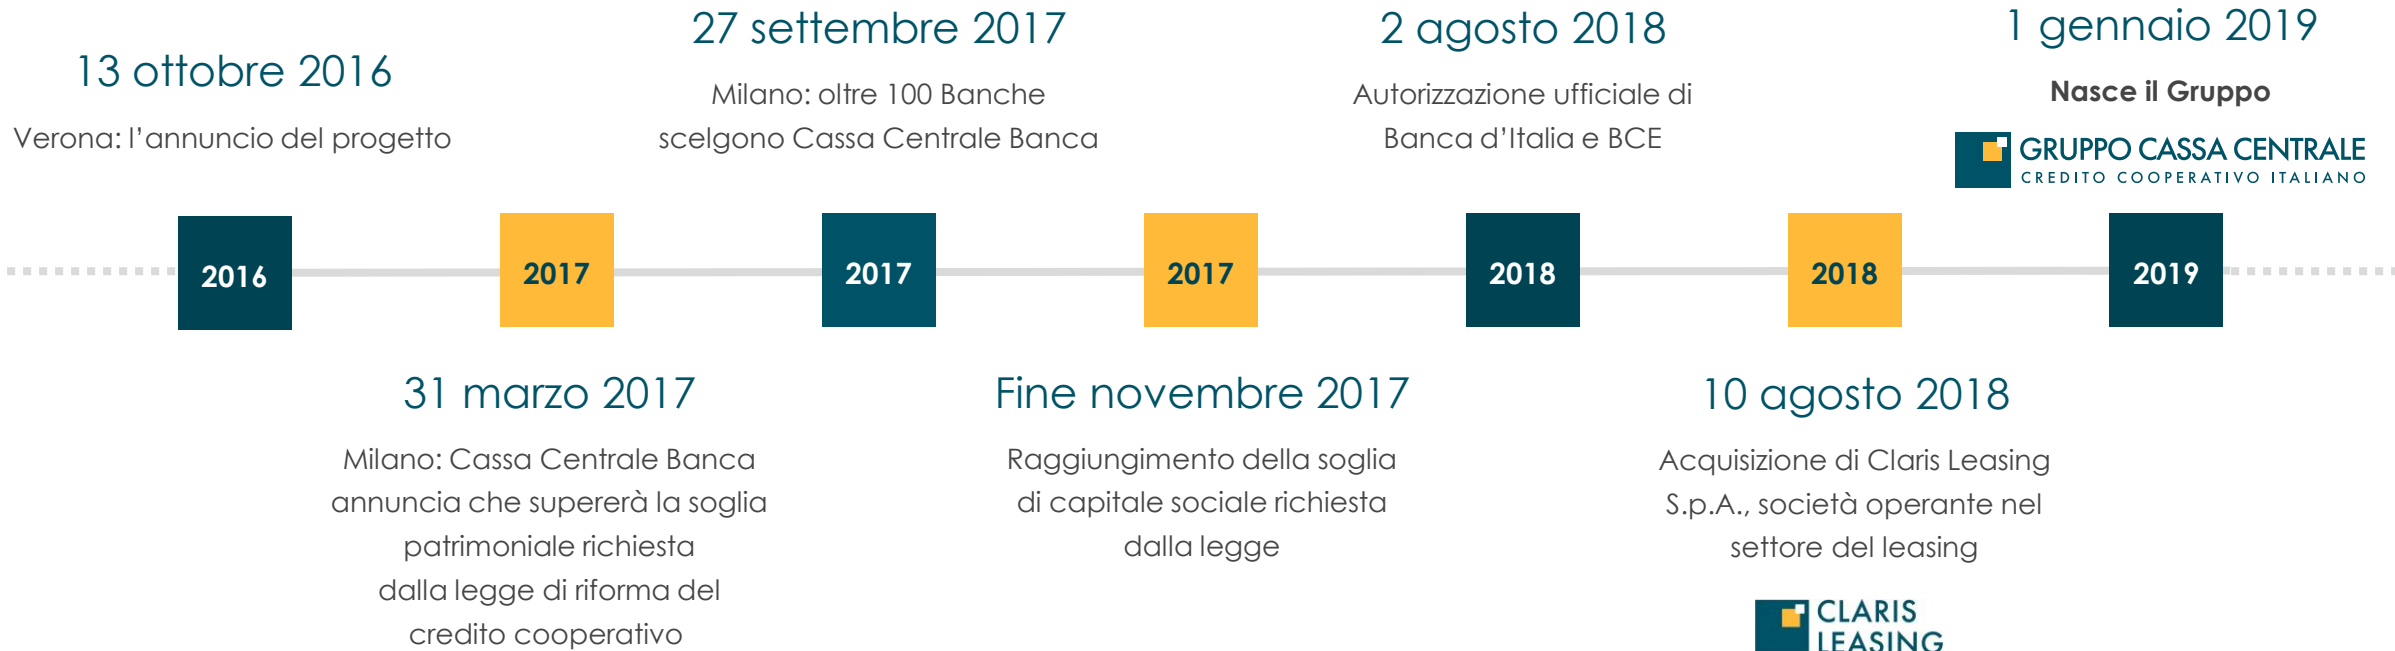 13 ottobre 2016
Verona: l’annuncio del progetto
27 settembre 2017
Milano: oltre 100 Banche
scelgono Cassa Centrale Banca
2 agosto 2018
Autorizzazione ufficiale di
Banca d’Italia e BCE
1 gennaio 2019
Nasce il Gruppo
GRUPPO CASSA CENTRALE
CREDITO COOPERATIVO ITALIANO
2016
2017
2017
2017
2018
2018
2019
31 marzo 2017
Milano: Cassa Centrale Banca
annuncia che supererà la soglia
patrimoniale richiesta
dalla legge di riforma del
credito cooperativo
Fine novembre 2017
Raggiungimento della soglia
di capitale sociale richiesta
dalla legge
10 agosto 2018
Acquisizione di Claris Leasing
S.p.A., società operante nel
settore del leasing
CLARIS
LEASING